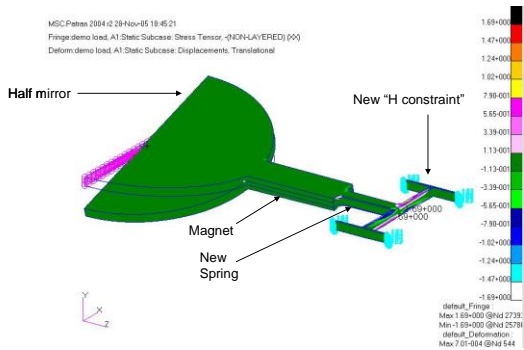 MSC.Patran 2004 r2 28-Nov-05 18:45:21
Fringe:demo load, A1:Static Subcase: Stress Tensor, -(NON-LAYERED) (XX)
Deform:demo load, A1:Static Subcase: Displacements, Translational
Half mirror
New “H constraint”
Magnet
New
Spring
1.69+000
1.47+000
1.24+000
1.02+000
7.90-001
5.65-001
3.39-001
1.13-001
-1.13-001
-3.39-001
-5.65-001
-7.90-001
-1.02+000
-1.24+000
-1.47+000
-1.69+000
Y
X
Z
default_Fringe :
Max 1.69+000 @Nd
Min -1.69+000 @Nd
default_Deformation :
Max 7.01-004 @Nd 544